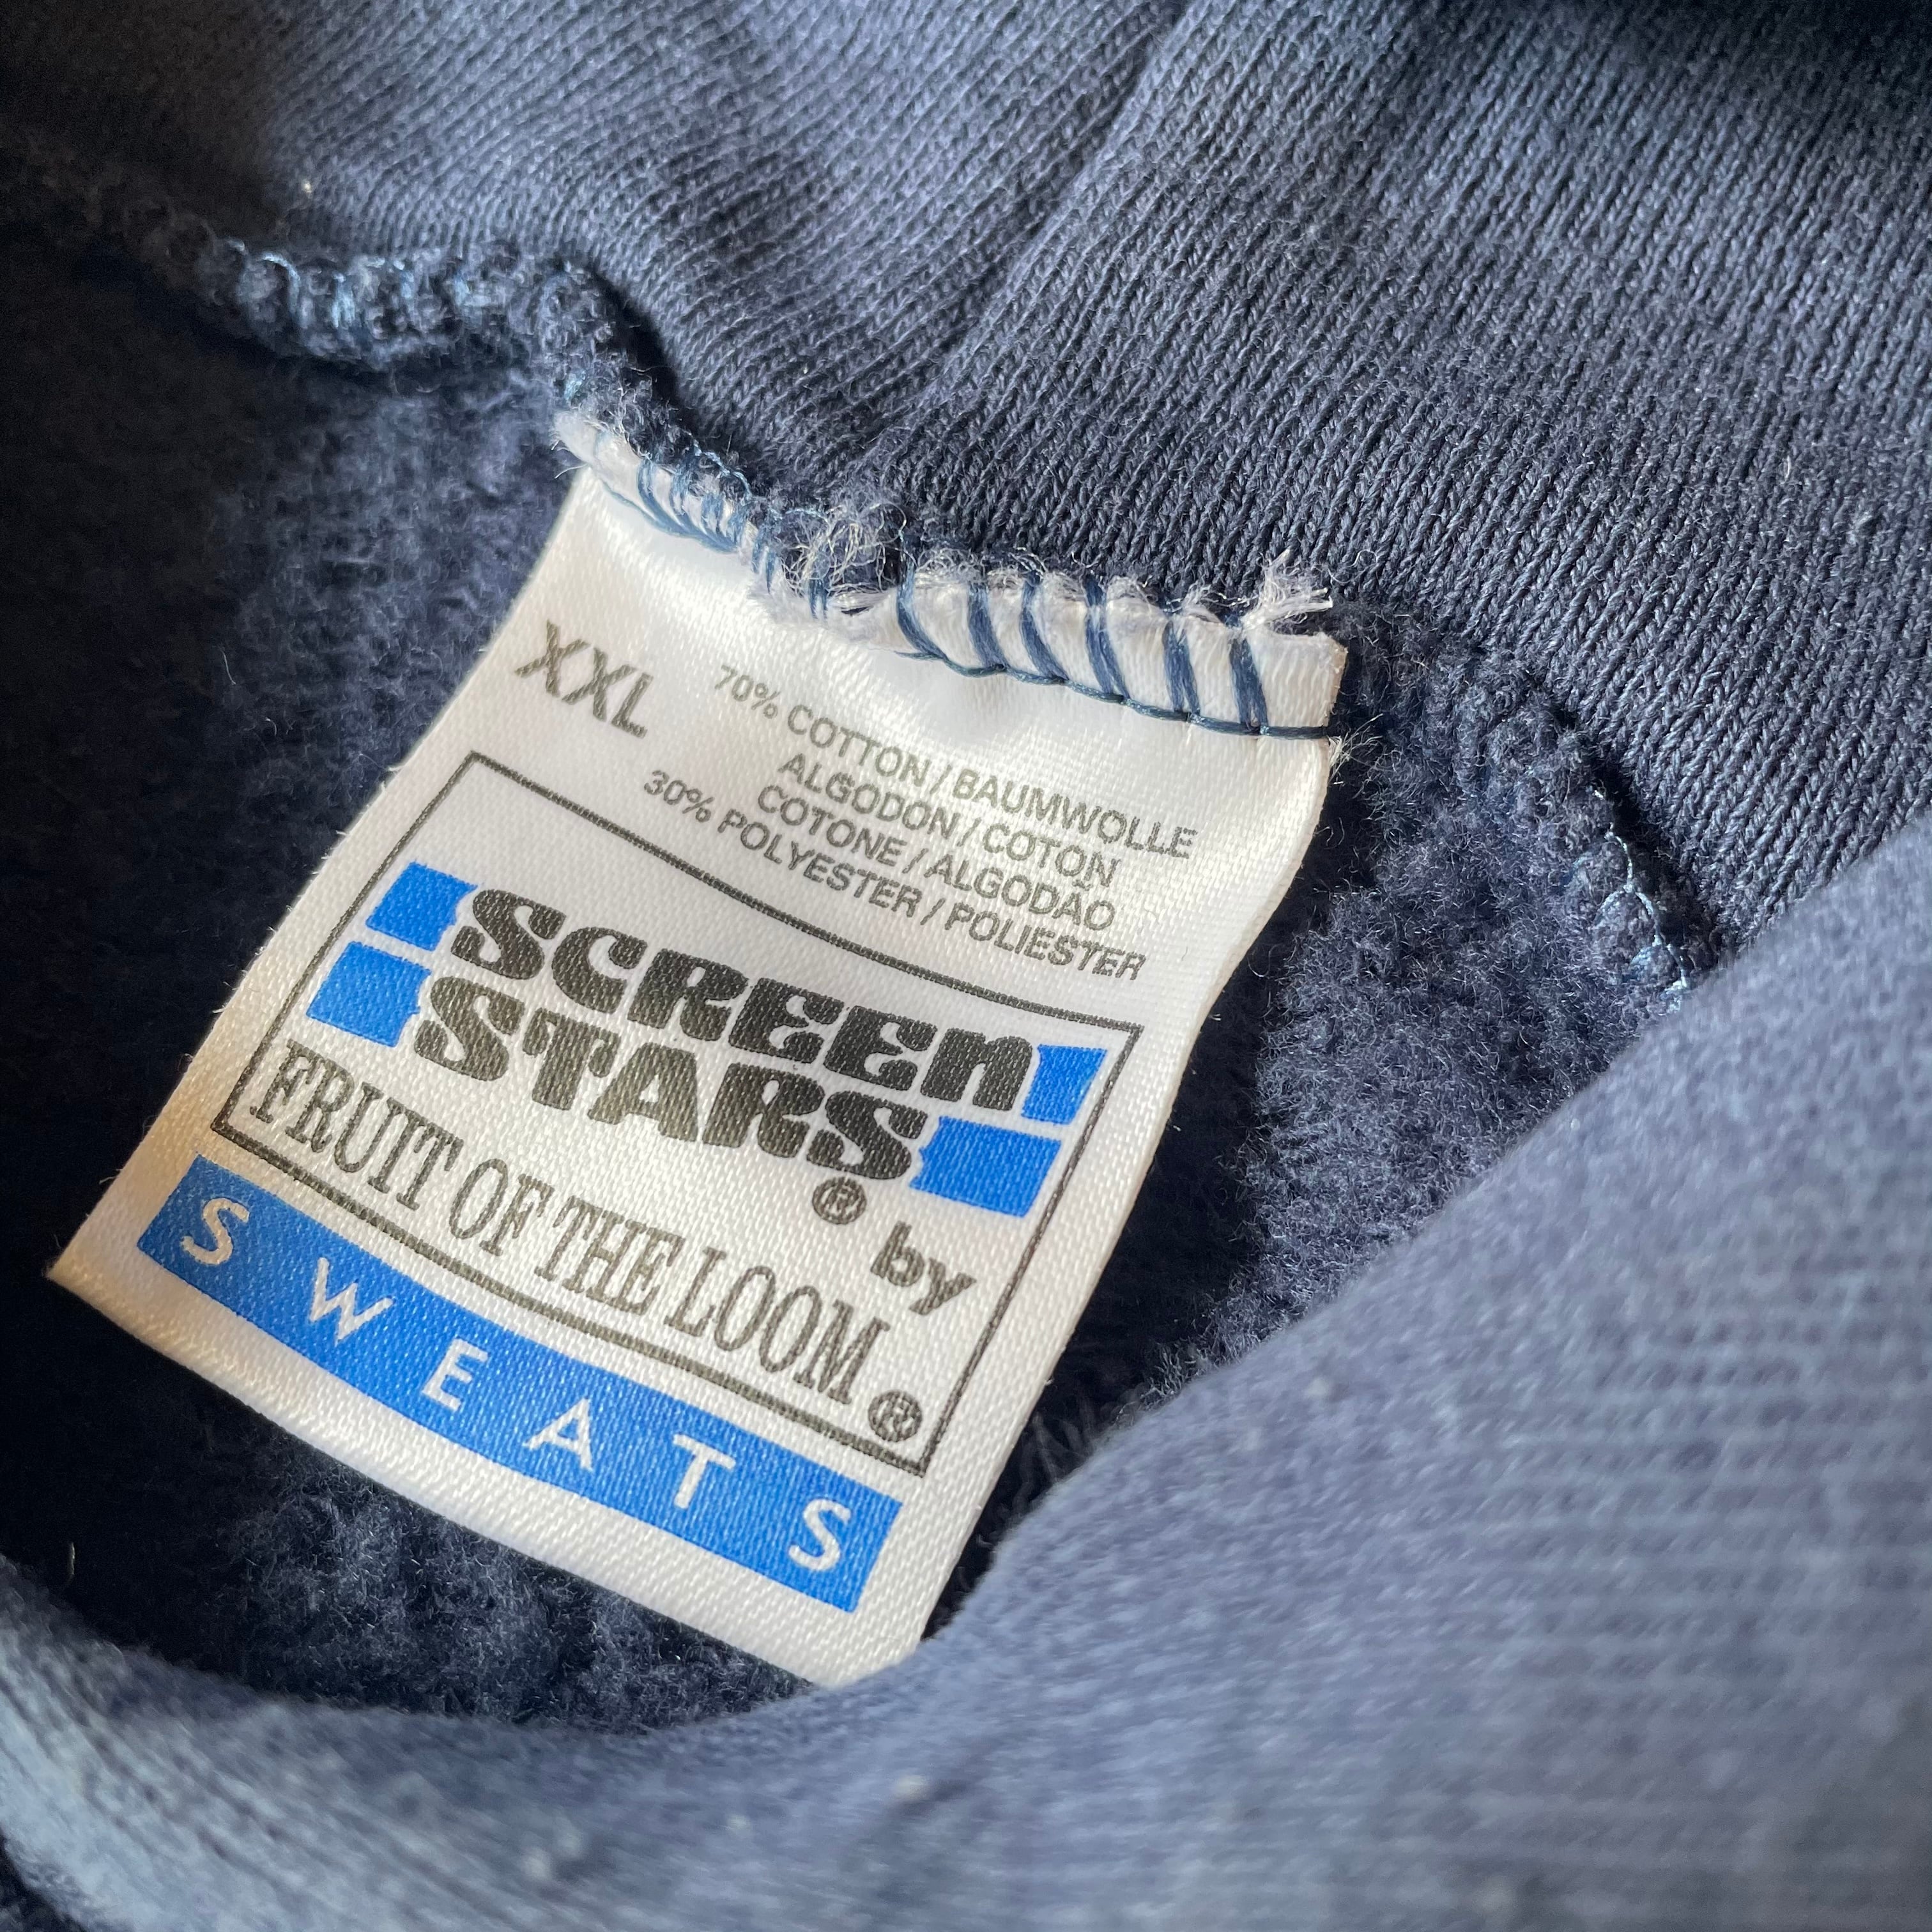 XXL
70% COTTON / BAUMWOLLE
ALGODON / COTON
COTONE / ALGODÃO
30% POLYESTER / POLIESTER
SCREEN
STARS® by
FRUIT OF THE LOOM®
SWEATS